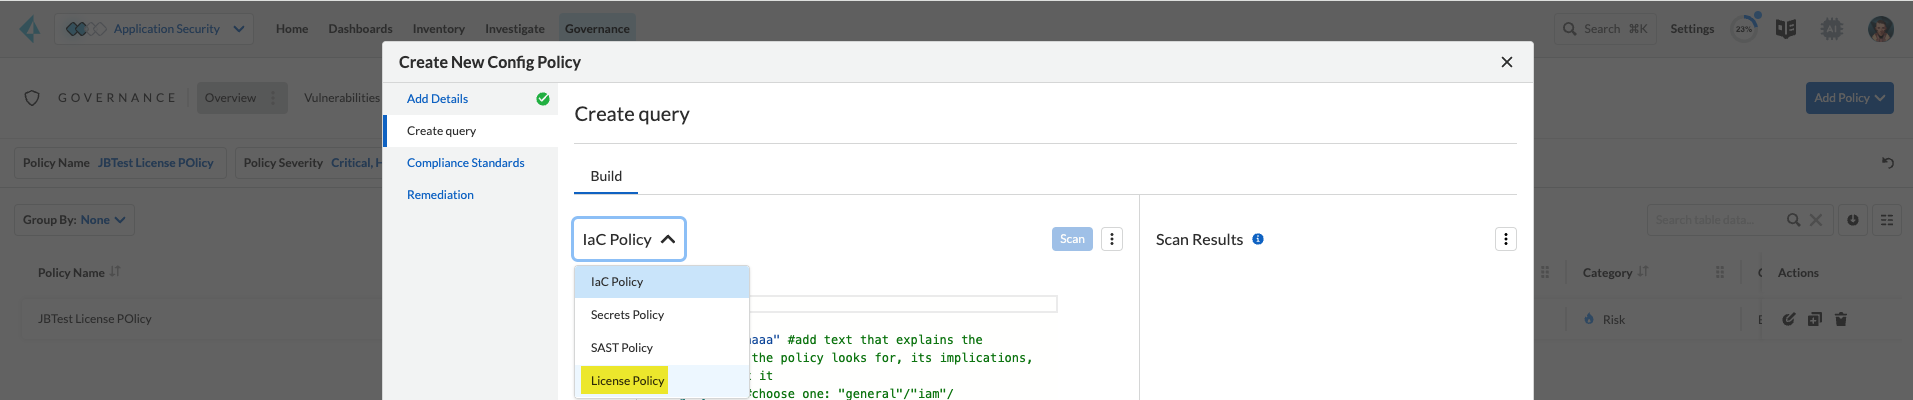 Application Security
Home
Dashboards
Inventory
Investigate
Governance
Search ⌘K
Settings
23%
AI
Create New Config Policy
GOVERNANCE
Overview
Vulnerabilities
Add Policy
Add Details
Create query
Compliance Standards
Remediation
Create query
Build
Policy Name JBTest License POlicy
Policy Severity Critical, H
Group By: None
IaC Policy
Scan
Scan Results
Search table data...
IaC Policy
Secrets Policy
SAST Policy
License Policy
aaa" #add text that explains the
the policy looks for, its implications,
it
choose one: "general"/"iam"/
Policy Name
Category
Actions
JBTest License POlicy
Risk